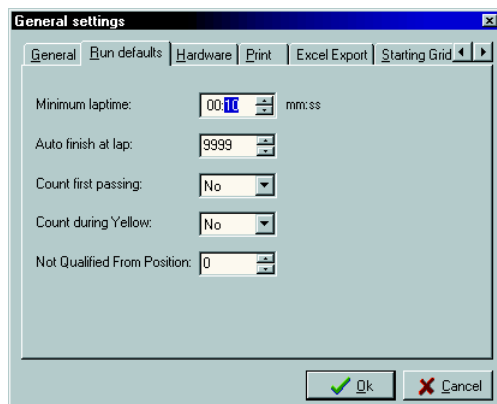 General settings
General Run defaults Hardware Print Excel Export Starting Grid
Minimum laptime: 00:10 mm:ss
Auto finish at lap: 9999
Count first passing: No
Count during Yellow: No
Not Qualified From Position: 0
Ok Cancel